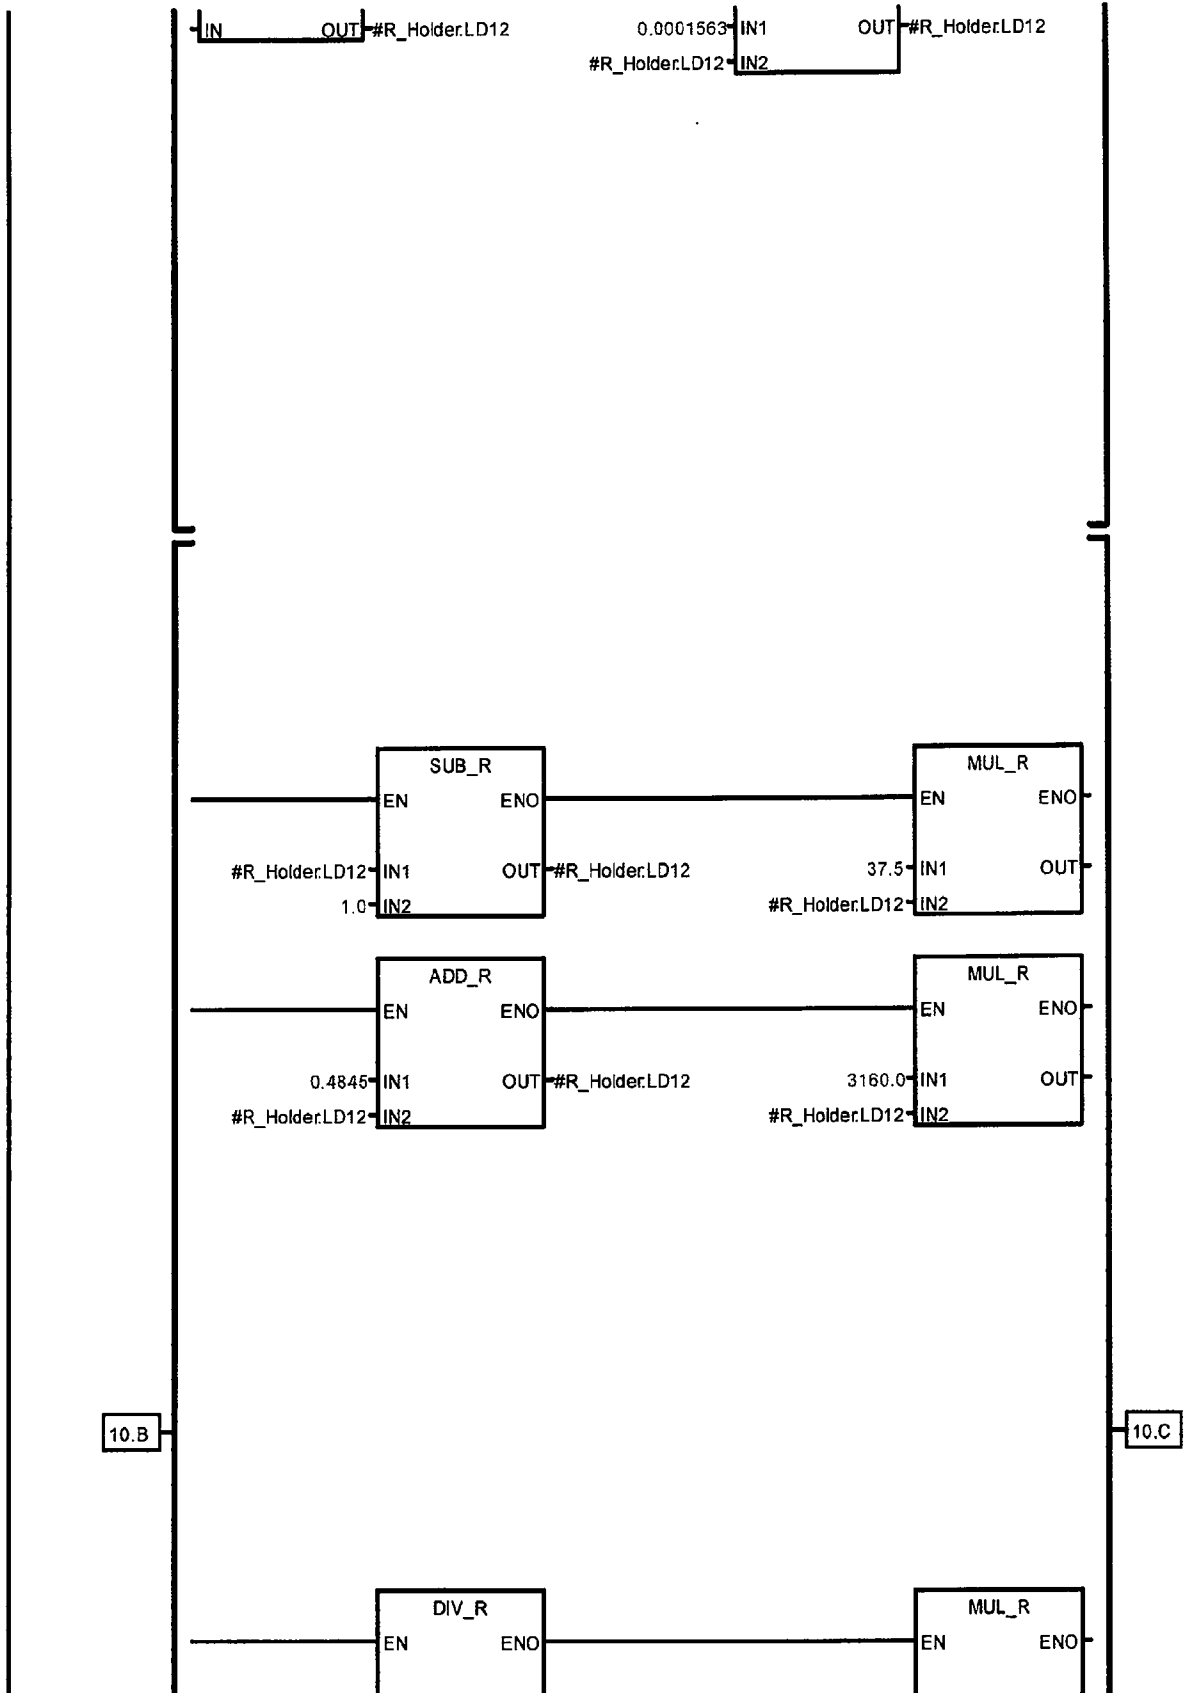 IN OUT #R_Holder.LD12 0.0001563 IN1 OUT #R_Holder.LD12
#R_Holder.LD12 IN2
SUB_R MUL_R
EN ENO EN ENO
#R_Holder.LD12 IN1 OUT #R_Holder.LD12 37.5 IN1 OUT
1.0 IN2 #R_Holder.LD12 IN2
ADD_R MUL_R
EN ENO EN ENO
0.4845 IN1 OUT #R_Holder.LD12 3160.0 IN1 OUT
#R_Holder.LD12 IN2 #R_Holder.LD12 IN2
10.B 10.C
DIV_R MUL_R
EN ENO EN ENO